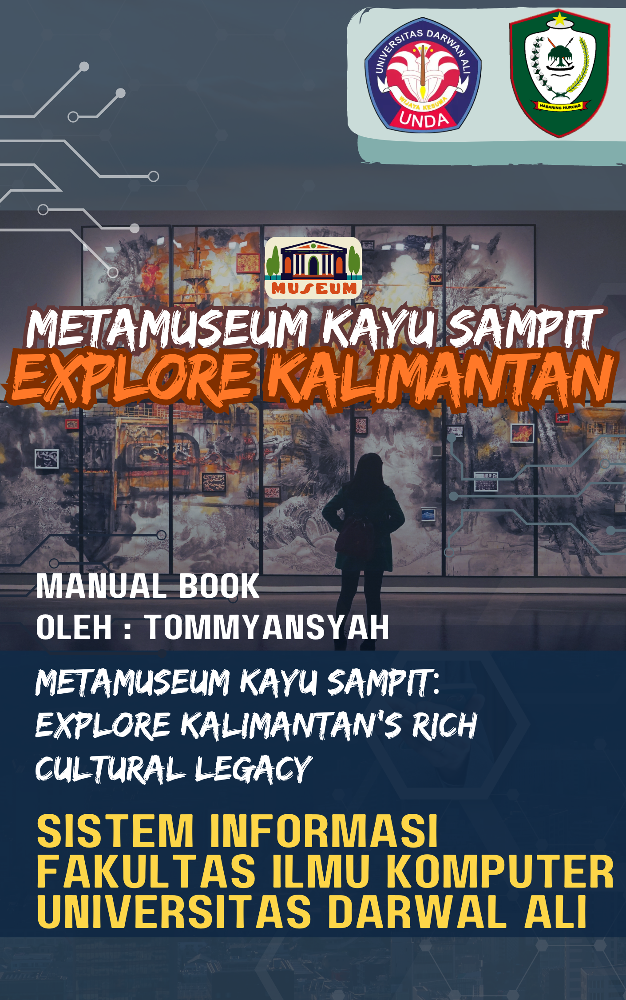 UNIVERSITAS DARWAN ALI
WIJAYA KESUMA
UNDA
HABARING HURUNG
MUSEUM
METAMUSEUM KAYU SAMPIT
EXPLORE KALIMANTAN
MANUAL BOOK
OLEH : TOMMYANSYAH
METAMUSEUM KAYU SAMPIT:
EXPLORE KALIMANTAN'S RICH
CULTURAL LEGACY
SISTEM INFORMASI
FAKULTAS ILMU KOMPUTER
UNIVERSITAS DARWAL ALI